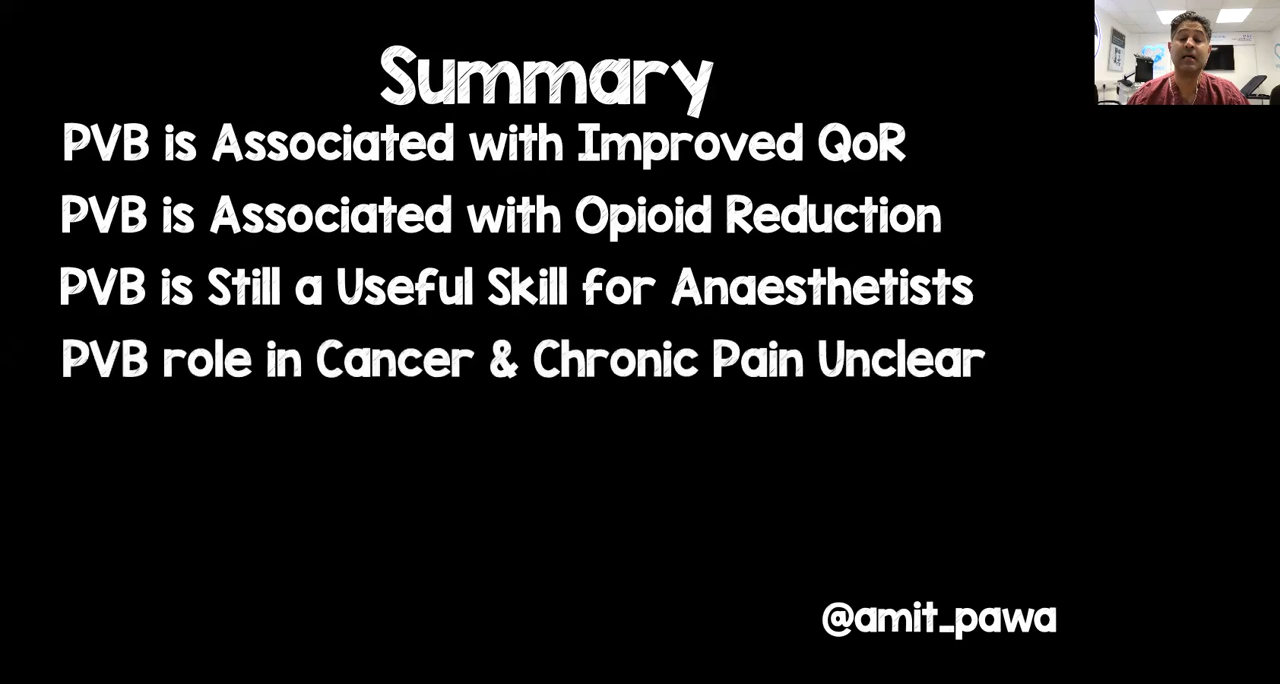 Summary
PVB is Associated with Improved QoR
PVB is Associated with Opioid Reduction
PVB is Still a Useful Skill for Anaesthetists
PVB role in Cancer & Chronic Pain Unclear
@amit_pawa